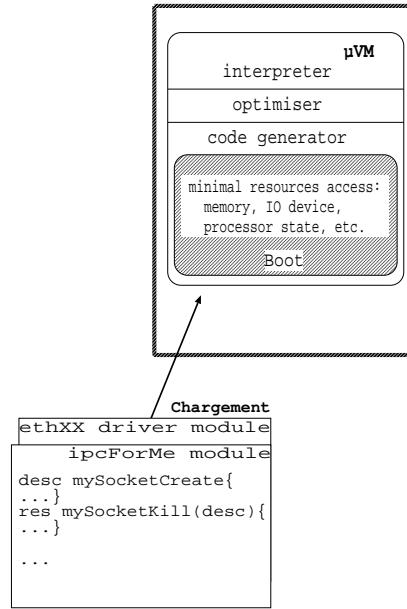 µVM
interpreter
optimiser
code generator
minimal resources access:
memory, IO device,
processor state, etc.
Boot
Chargement
ethXX driver module
ipcForMe module
desc mySocketCreate{
...}
res mySocketKill(desc){
...}
...